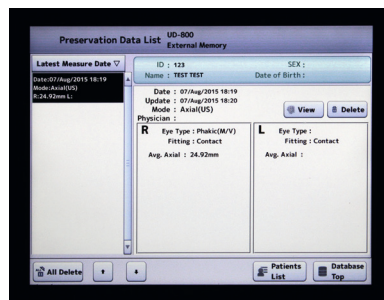 Preservation Data List
UD-800
External Memory
Latest Measure Date ▽
Date:07/Aug/2015 18:19
Mode:Axial(US)
R:24.92mm L:
ID : 123
SEX :
Name : TEST TEST
Date of Birth :
Date : 07/Aug/2015 18:19
Update : 07/Aug/2015 18:20
Mode : Axial(US)
Physician :
View
Delete
R
Eye Type : Phakic(M/V)
Fitting : Contact
Avg. Axial : 24.92mm
L
Eye Type :
Fitting : Contact
Avg. Axial :
All Delete
Patients
List
Database
Top